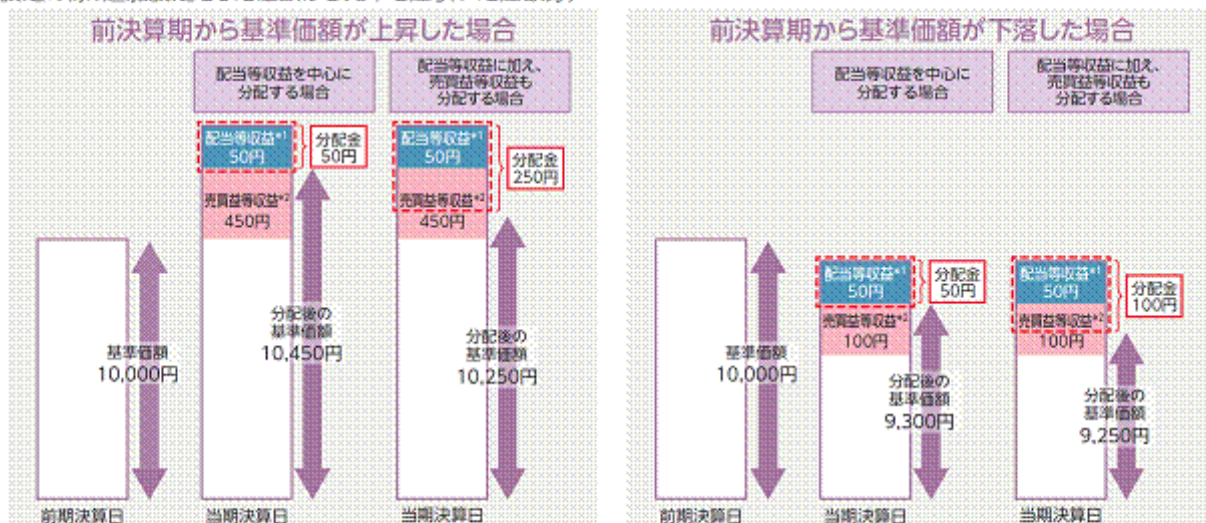 前決算期から基準価額が上昇した場合
配当等収益を中心に
分配する場合
配当等収益に加え、
売買益等収益も
分配する場合
配当等収益*1
50円
分配金
50円
売買益等収益*2
450円
配当等収益*1
50円
分配金
250円
売買益等収益*2
450円
基準価額
10,000円
分配後の
基準価額
10,450円
分配後の
基準価額
10,250円
前期決算日
当期決算日
当期決算日
前決算期から基準価額が下落した場合
配当等収益を中心に
分配する場合
配当等収益に加え、
売買益等収益も
分配する場合
配当等収益*1
50円
分配金
50円
売買益等収益*2
100円
配当等収益*1
50円
分配金
100円
売買益等収益*2
100円
基準価額
10,000円
分配後の
基準価額
9,300円
分配後の
基準価額
9,250円
前期決算日
当期決算日
当期決算日